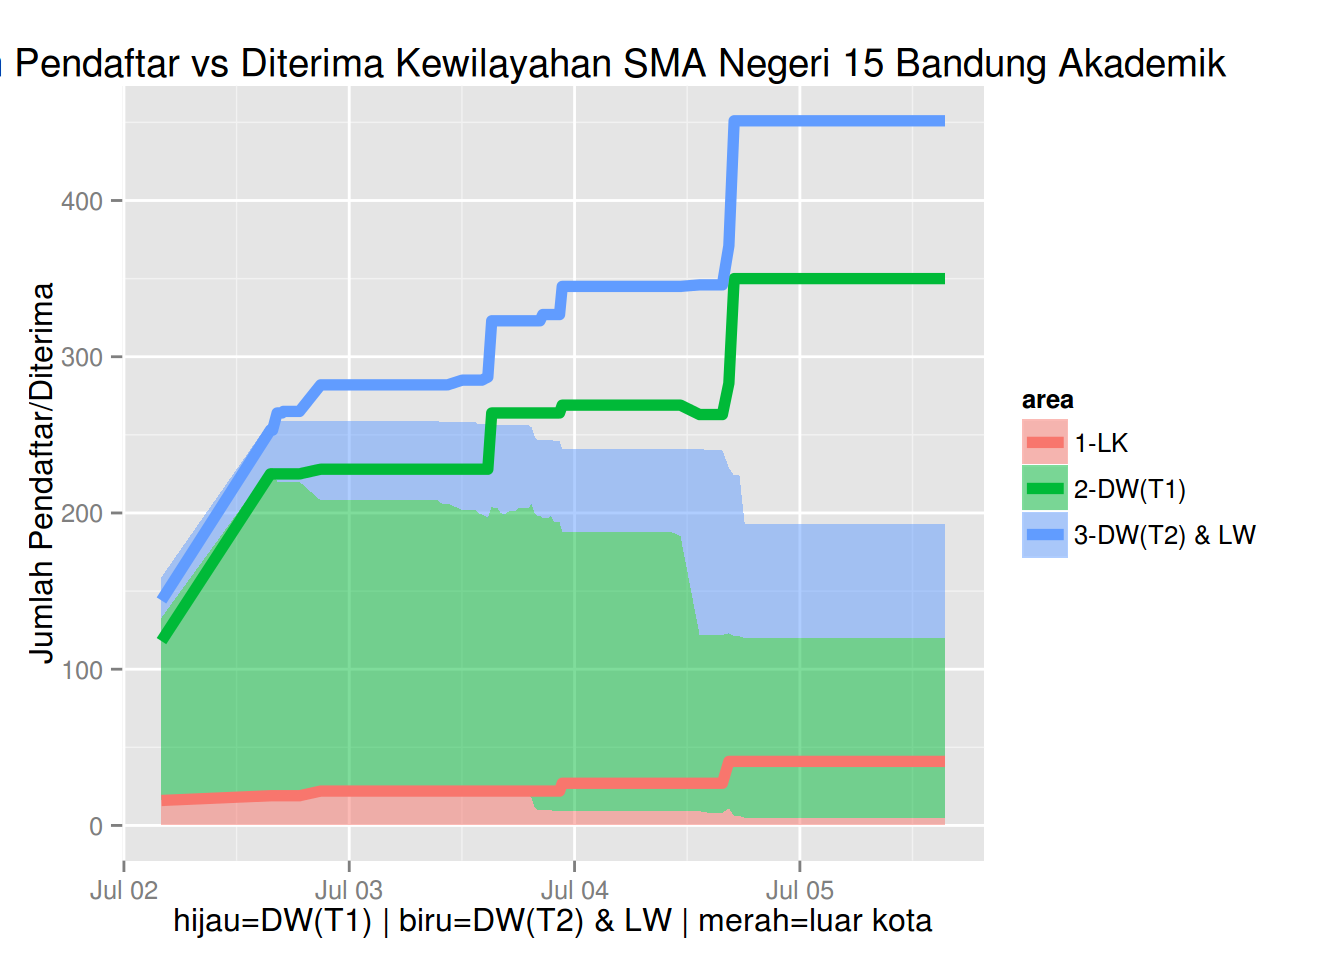 Pendaftar vs Diterima Kewilayahan SMA Negeri 15 Bandung Akademik
Jumlah Pendaftar/Diterima
400
300
200
100
0
Jul 02
Jul 03
Jul 04
Jul 05
hijau=DW(T1) | biru=DW(T2) & LW | merah=luar kota
area
1-LK
2-DW(T1)
3-DW(T2) & LW